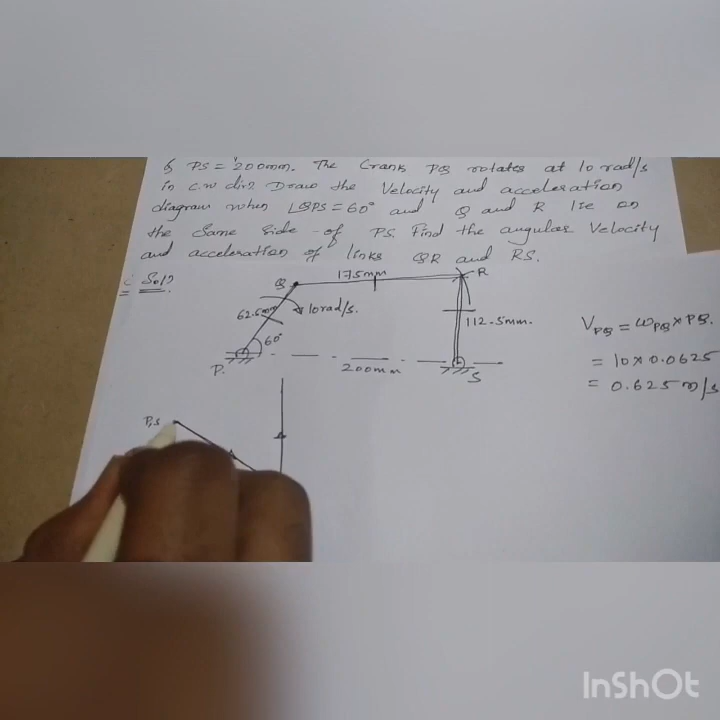 & PS = 200mm. The Crank PQ rotates at 10 rad/s
in c.w dirn Draw the Velocity and acceleration
diagram when ∠QPS = 60° and Q and R lie on
the Same Side of PS. Find the angular Velocity
and acceleration of links QR and RS.
Soln
Q
175mm
R
62.5mm
10rad/s.
112.5mm.
60°
P.
200mm
S
VPQ = ωPQ × PQ.
= 10 × 0.0625
= 0.625 m/s
P,S
InShOt